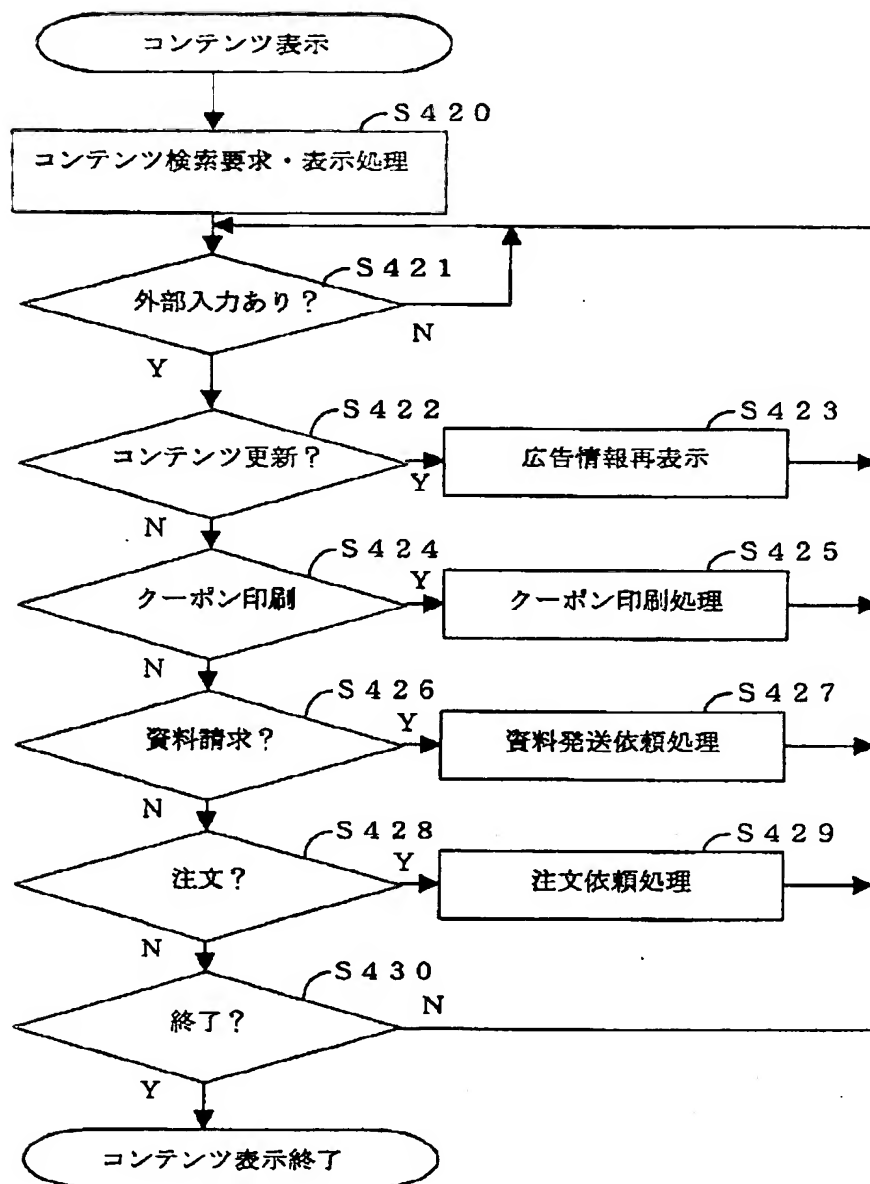 コンテンツ表示
S420
コンテンツ検索要求・表示処理
S421
外部入力あり?
N
Y
S422
コンテンツ更新?
Y
S423
広告情報再表示
N
S424
クーポン印刷
Y
S425
クーポン印刷処理
N
S426
資料請求?
Y
S427
資料発送依頼処理
N
S428
注文?
Y
S429
注文依頼処理
N
S430
終了?
N
Y
コンテンツ表示終了